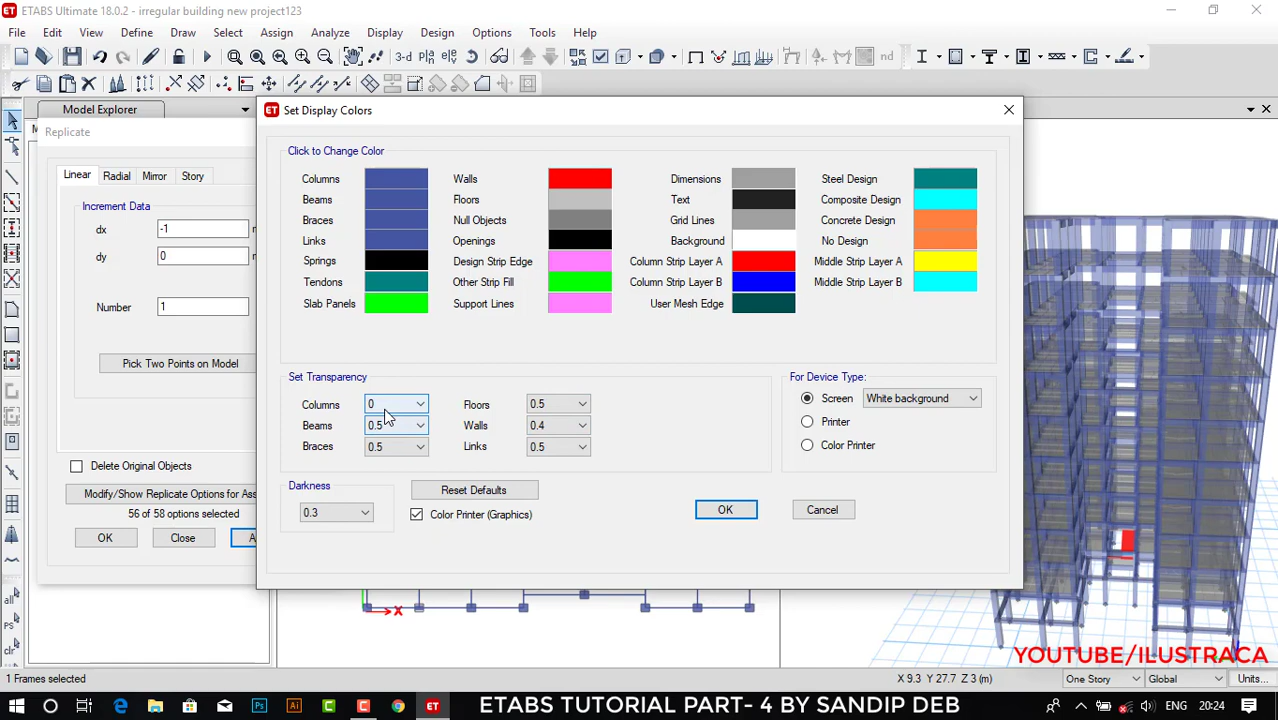 ETABS Ultimate 18.0.2 - irregular building new project123
File Edit View Define Draw Select Assign Analyze Display Design Options Tools Help
3-d nd
Model Explorer
Replicate
Linear Radial Mirror Story
Increment Data
dx -1
dy 0
Number 1
Pick Two Points on Model
Delete Original Objects
Modify/Show Replicate Options for Ass
56 of 58 options selected
OK Close A
Set Display Colors
Click to Change Color
Columns Walls Dimensions Steel Design
Beams Floors Text Composite Design
Braces Null Objects Grid Lines Concrete Design
Links Openings Background No Design
Springs Design Strip Edge Column Strip Layer A Middle Strip Layer A
Tendons Other Strip Fill Column Strip Layer B Middle Strip Layer B
Slab Panels Support Lines User Mesh Edge
Set Transparency For Device Type:
Columns 0 Floors 0.5 Screen White background
Beams 0.5 Walls 0.4 Printer
Braces 0.5 Links 0.5 Color Printer
Darkness Reset Defaults
0.3 Color Printer (Graphics) OK Cancel
X
all
PS
clr
YOUTUBE/ILUSTRACA
1 Frames selected X 9.3 Y 27.7 Z 3 (m) One Story Global Units...
ETABS TUTORIAL PART- 4 BY SANDIP DEB
ENG 20:24